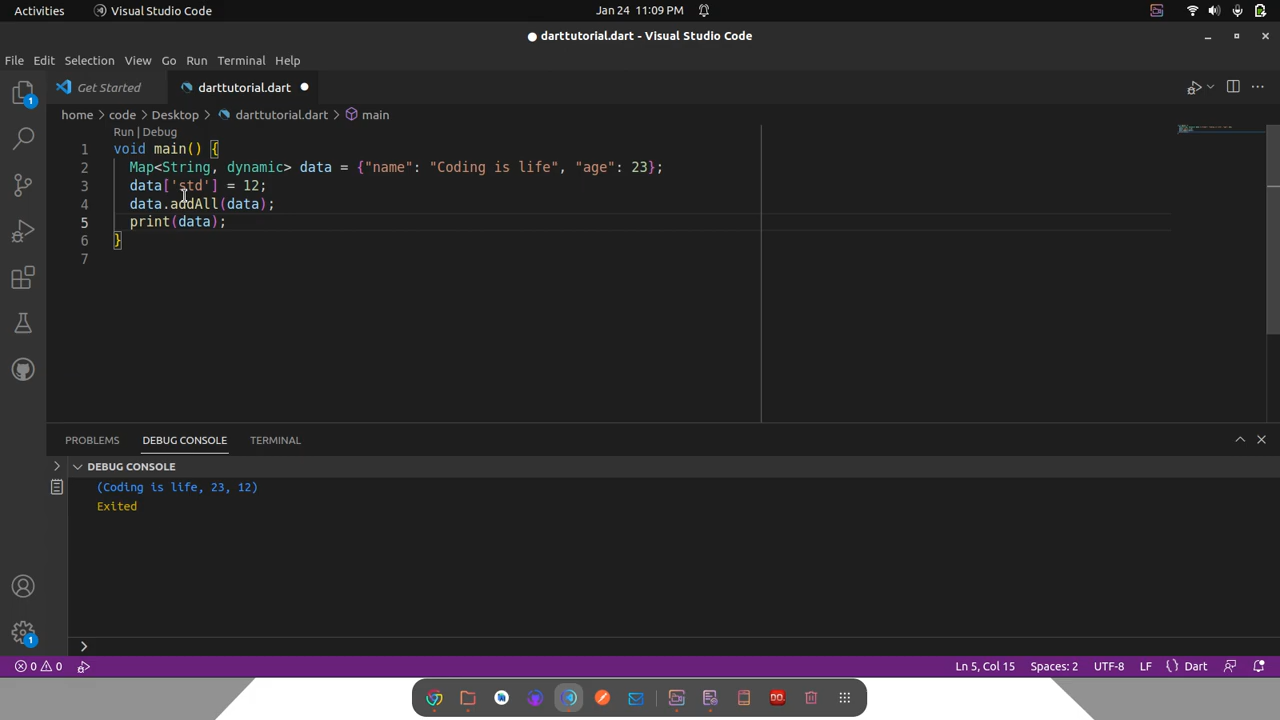 Activities Visual Studio Code Jan 24 11:09 PM
darttutorial.dart - Visual Studio Code
File Edit Selection View Go Run Terminal Help
Get Started darttutorial.dart
home > code > Desktop > darttutorial.dart > main
Run | Debug
1 void main() {
2 Map<String, dynamic> data = {"name": "Coding is life", "age": 23};
3 data['std'] = 12;
4 data.addAll(data);
5 print(data);
6 }
7
PROBLEMS DEBUG CONSOLE TERMINAL
DEBUG CONSOLE
(Coding is life, 23, 12)
Exited
0 0 Ln 5, Col 15 Spaces: 2 UTF-8 LF Dart